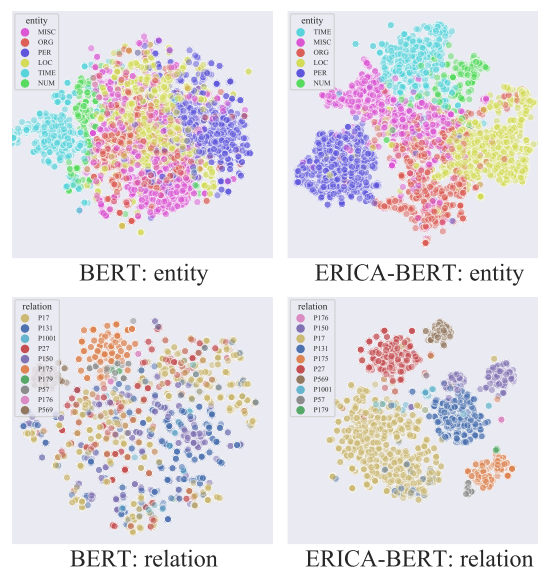 entity
MISC
ORG
PER
LOC
TIME
NUM
entity
TIME
MISC
ORG
LOC
PER
NUM
BERT: entity
ERICA-BERT: entity
relation
P17
P131
P1001
P27
P150
P175
P179
P57
P176
P569
relation
P176
P150
P17
P131
P175
P27
P569
P1001
P57
P179
BERT: relation
ERICA-BERT: relation